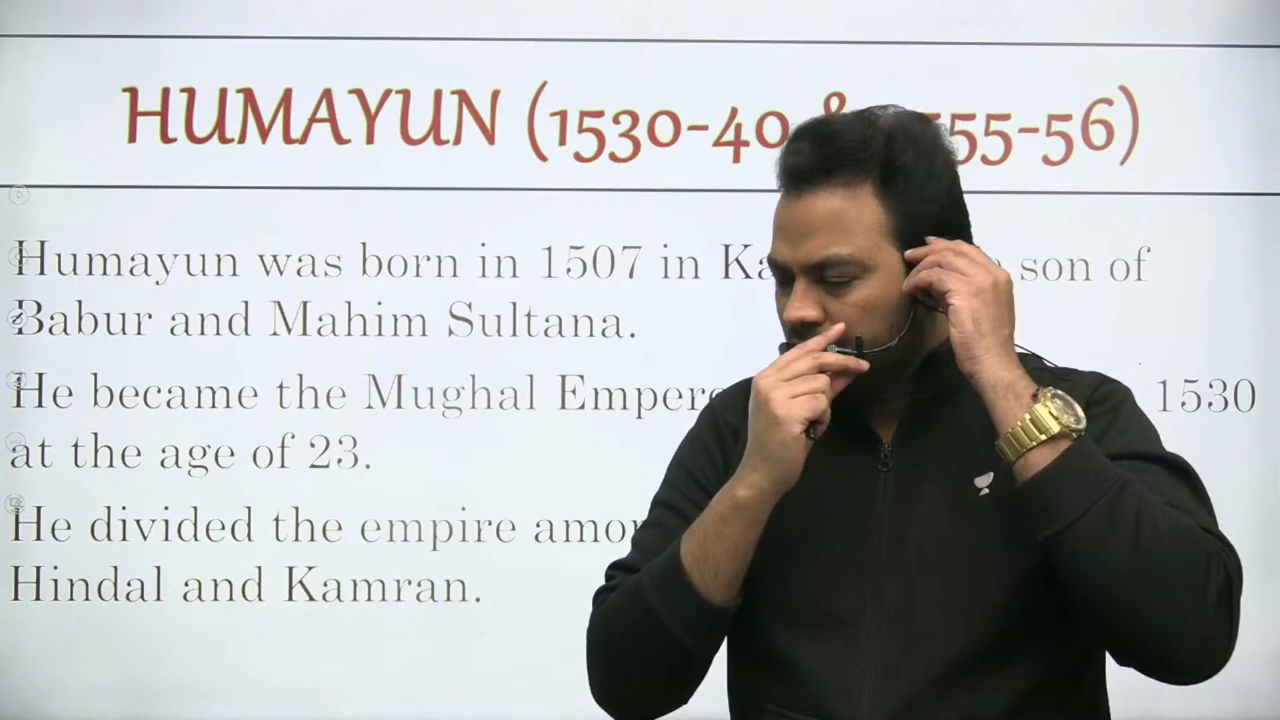 HUMAYUN (1530-40 & 55-56)
Humayun was born in 1507 in Ka son of
Babur and Mahim Sultana.
He became the Mughal Emper 1530
at the age of 23.
He divided the empire amo
Hindal and Kamran.